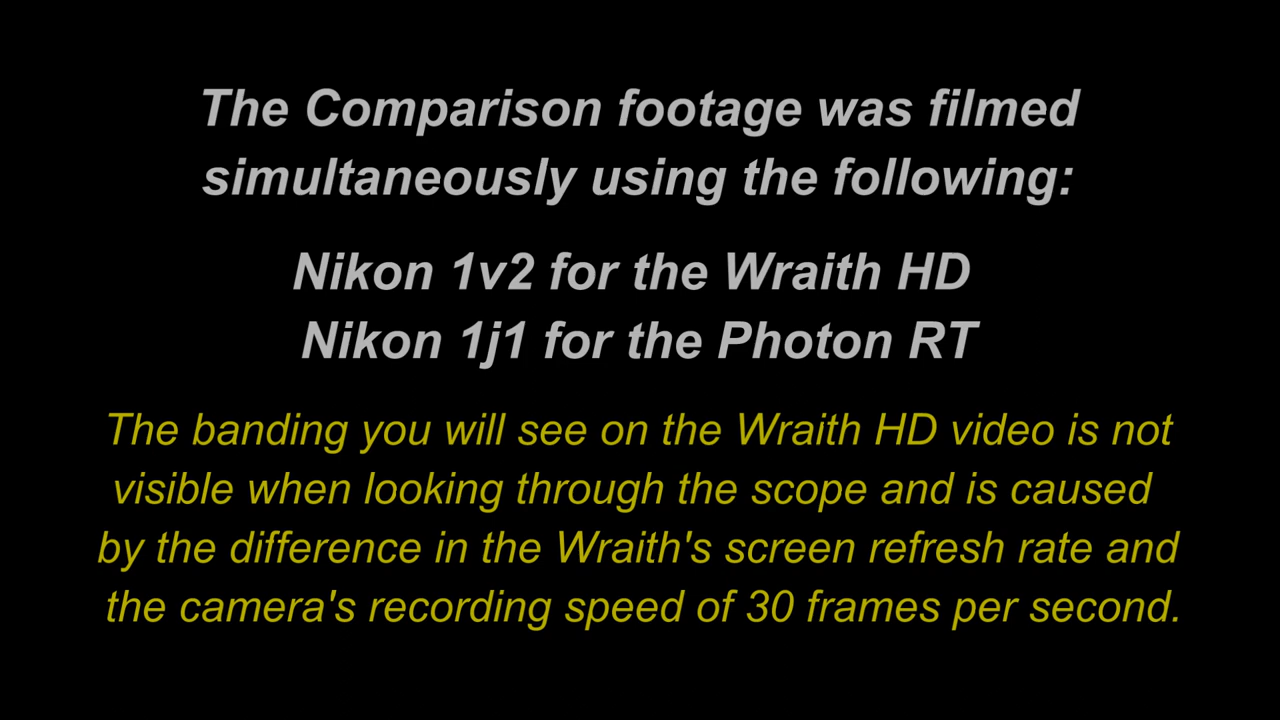 The Comparison footage was filmed
simultaneously using the following:
Nikon 1v2 for the Wraith HD
Nikon 1j1 for the Photon RT
The banding you will see on the Wraith HD video is not
visible when looking through the scope and is caused
by the difference in the Wraith's screen refresh rate and
the camera's recording speed of 30 frames per second.